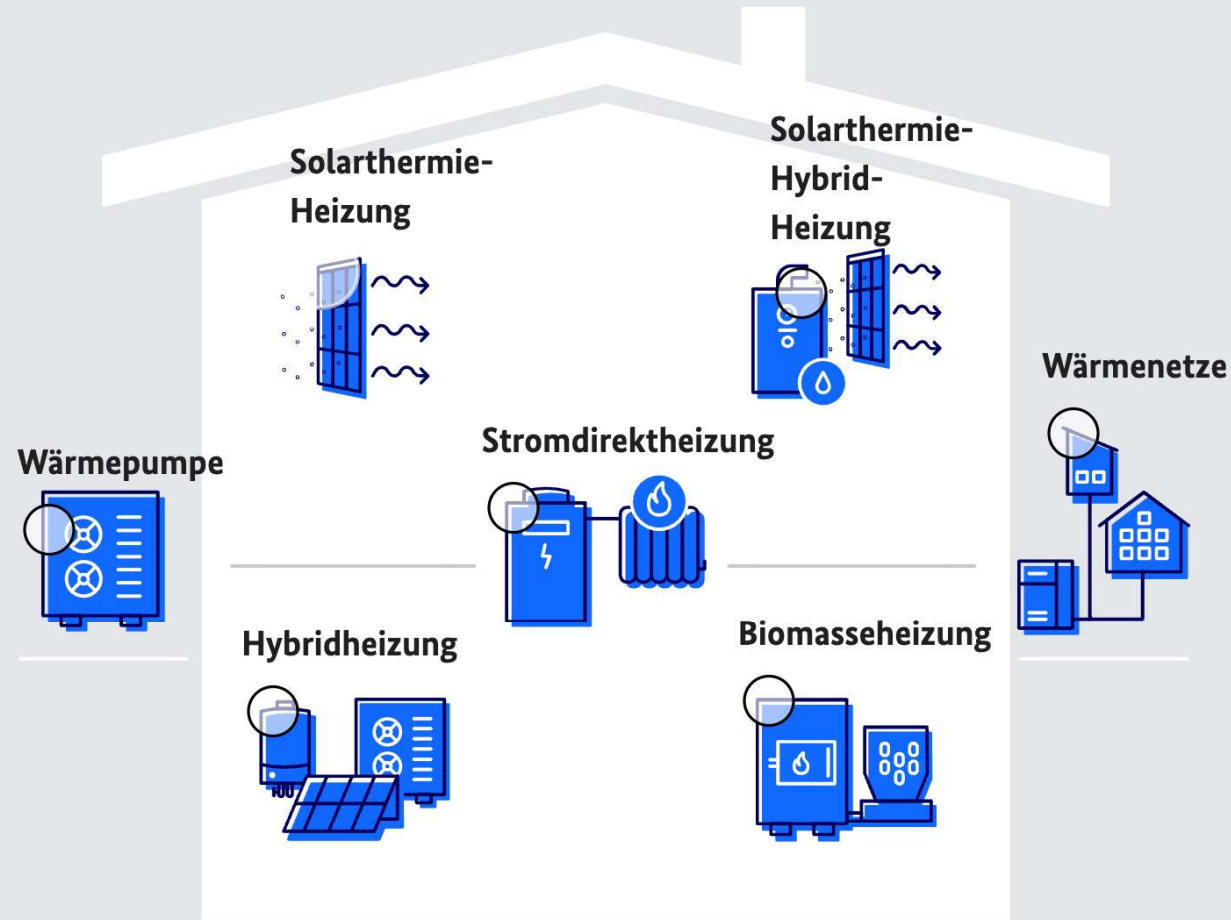 Solarthermie-
Heizung
Solarthermie-
Hybrid-
Heizung
Wärmenetze
Stromdirektheizung
Wärmepumpe
Hybridheizung
Biomasseheizung